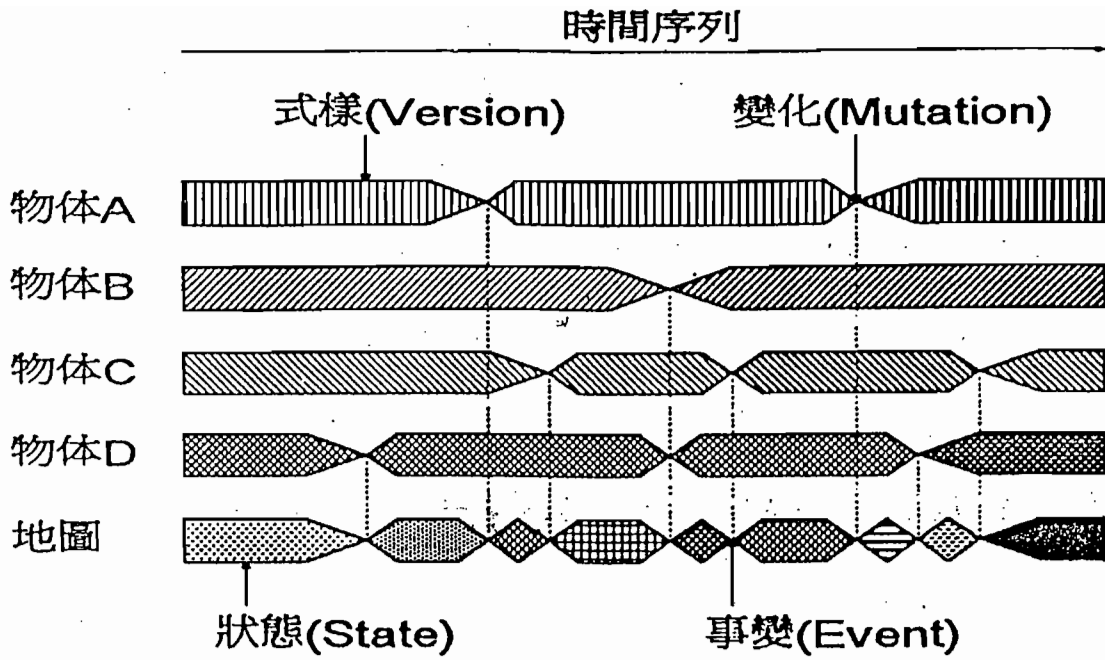 時間序列
式樣(Version)
變化(Mutation)
物体A
物体B
物体C
物体D
地圖
狀態(State)
事變(Event)